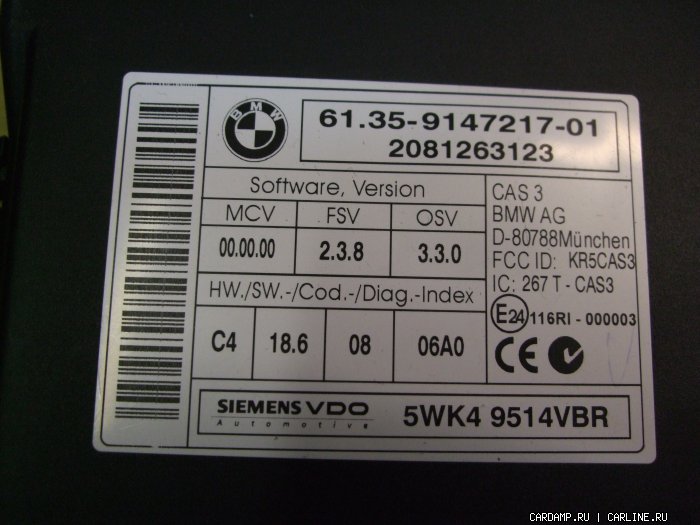 BMW
61.35-9147217-01
2081263123
Software, Version
MCV FSV OSV
00.00.00 2.3.8 3.3.0
HW./SW.-/Cod.-/Diag.-Index
C4 18.6 08 06A0
CAS 3
BMW AG
D-80788München
FCC ID: KR5CAS3
IC: 267 T - CAS3
E24 116RI - 000003
CE
SIEMENS VDO
Automotive
5WK4 9514VBR
CARDAMP.RU | CARLINE.RU